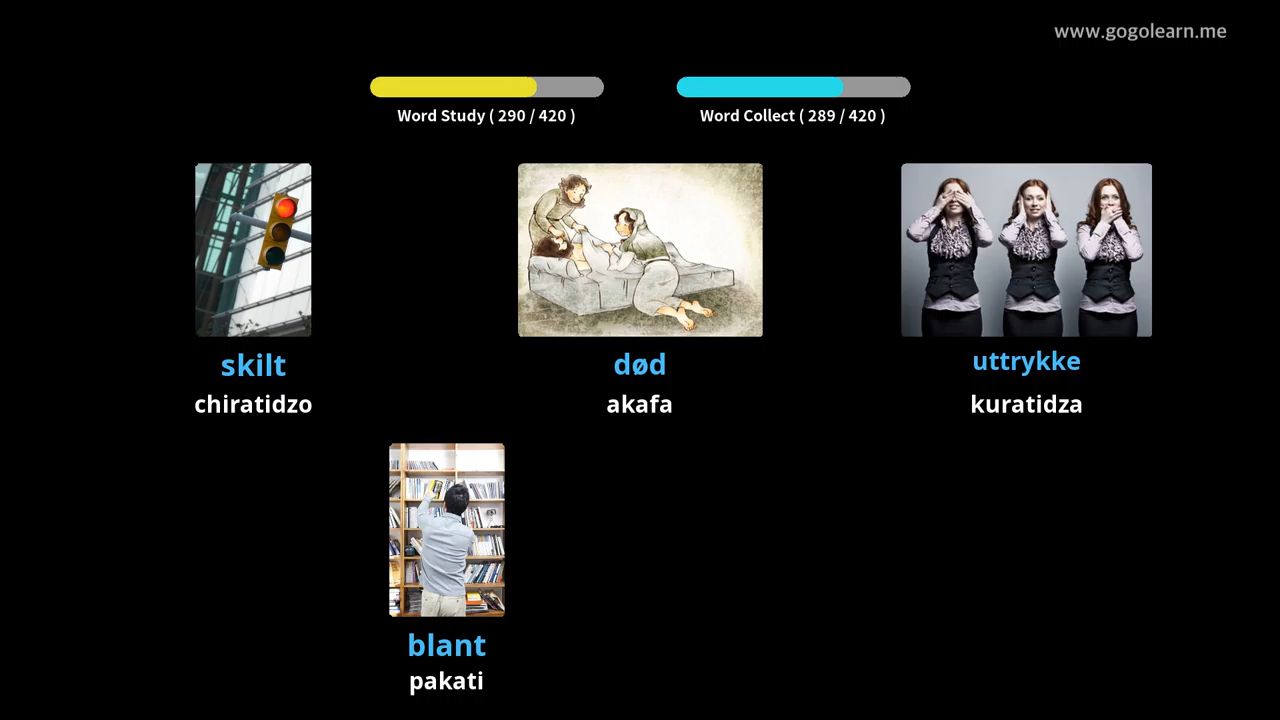 www.gogolearn.me
Word Study ( 290 / 420 )
Word Collect ( 289 / 420 )
skilt
chiratidzo
død
akafa
uttrykke
kuratidza
blant
pakati